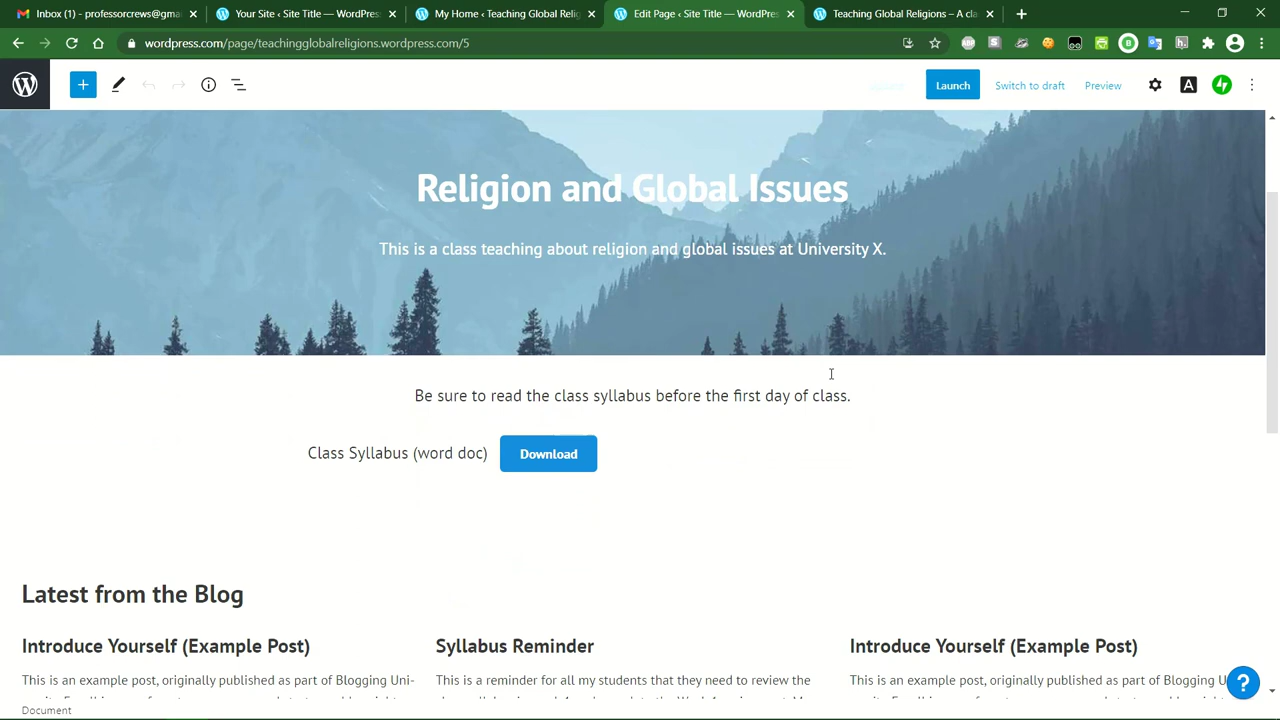 Inbox (1) - professorcrews@gma
Your Site ‹ Site Title — WordPress
My Home ‹ Teaching Global Relig
Edit Page ‹ Site Title — WordPres
Teaching Global Religions – A cla
wordpress.com/page/teachingglobalreligions.wordpress.com/5
Launch
Switch to draft
Preview
Religion and Global Issues
This is a class teaching about religion and global issues at University X.
Be sure to read the class syllabus before the first day of class.
Class Syllabus (word doc)
Download
Latest from the Blog
Introduce Yourself (Example Post)
Syllabus Reminder
Introduce Yourself (Example Post)
This is an example post, originally published as part of Blogging Uni-
This is a reminder for all my students that they need to review the
This is an example post, originally published as part of Blogging U
Document